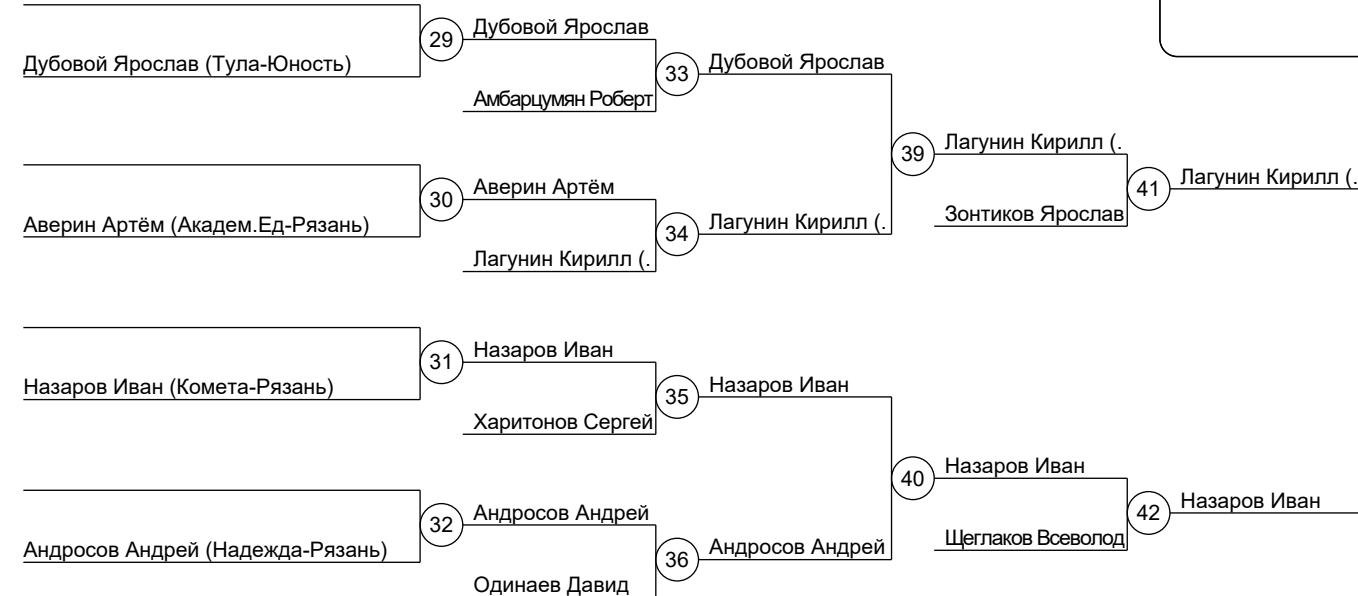 29
Дубовой Ярослав
Дубовой Ярослав (Тула-Юность)
33
Дубовой Ярослав
Амбарцумян Роберт
39
Лагунин Кирилл (.
41
Лагунин Кирилл (.
Зонтиков Ярослав
30
Аверин Артём
Аверин Артём (Академ.Ед-Рязань)
34
Лагунин Кирилл (.
Лагунин Кирилл (.
31
Назаров Иван
Назаров Иван (Комета-Рязань)
35
Назаров Иван
Харитонов Сергей
40
Назаров Иван
42
Назаров Иван
Щеглаков Всеволод
32
Андросов Андрей
Андросов Андрей (Надежда-Рязань)
36
Андросов Андрей
Одинаев Давид